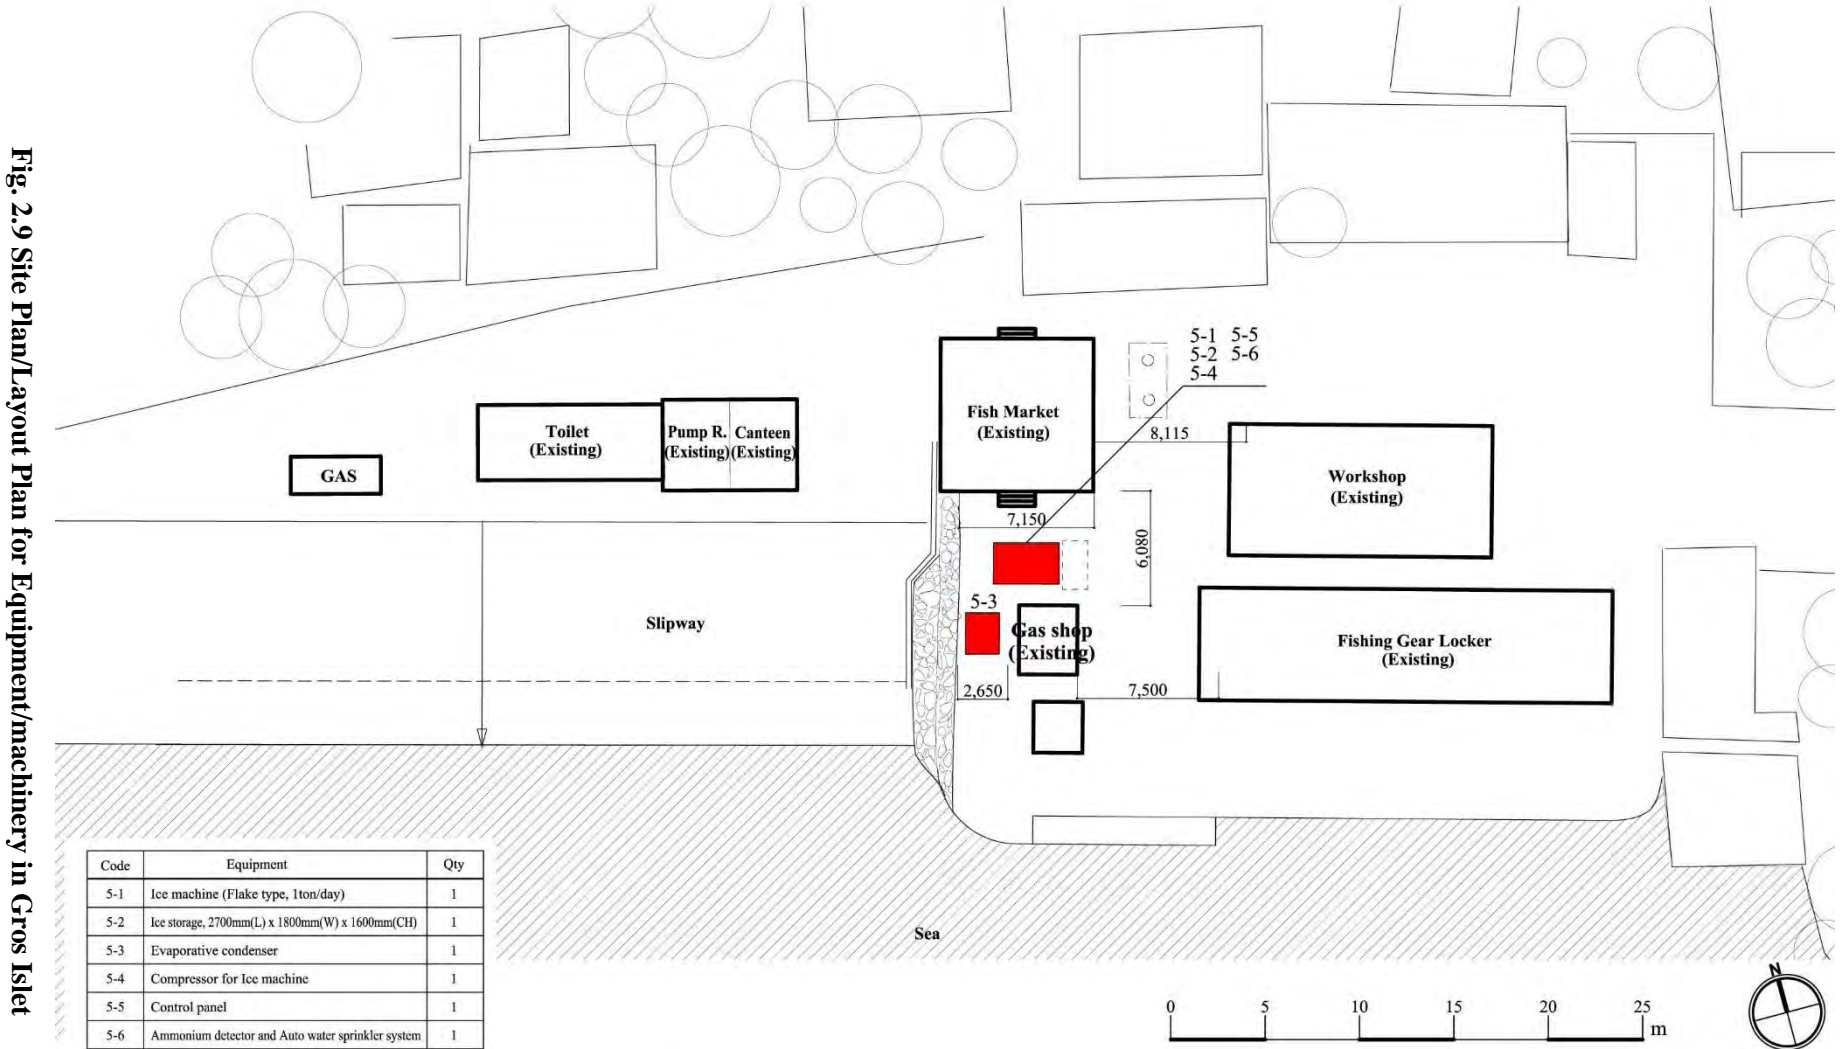 Fig. 2.9 Site Plan/Layout Plan for Equipment/machinery in Gros Islet
5-1 5-5
5-2 5-6
5-4
Fish Market
(Existing)
8,115
Toilet
(Existing)
Pump R.
(Existing)
Canteen
(Existing)
GAS
Workshop
(Existing)
7,150
6,080
5-3
Slipway
Gas shop
(Existing)
Fishing Gear Locker
(Existing)
2,650
7,500
Code Equipment Qty
5-1 Ice machine (Flake type, 1ton/day) 1
5-2 Ice storage, 2700mm(L) x 1800mm(W) x 1600mm(CH) 1
5-3 Evaporative condenser 1
5-4 Compressor for Ice machine 1
5-5 Control panel 1
5-6 Ammonium detector and Auto water sprinkler system 1
Sea
0 5 10 15 20 25 m
N